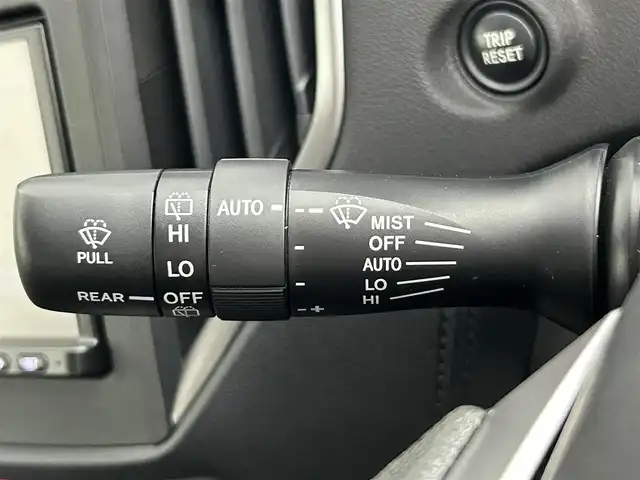 TRIP
RESET
PULL
REAR
HI
LO
OFF
AUTO
- +
MIST
OFF
AUTO
LO
HI